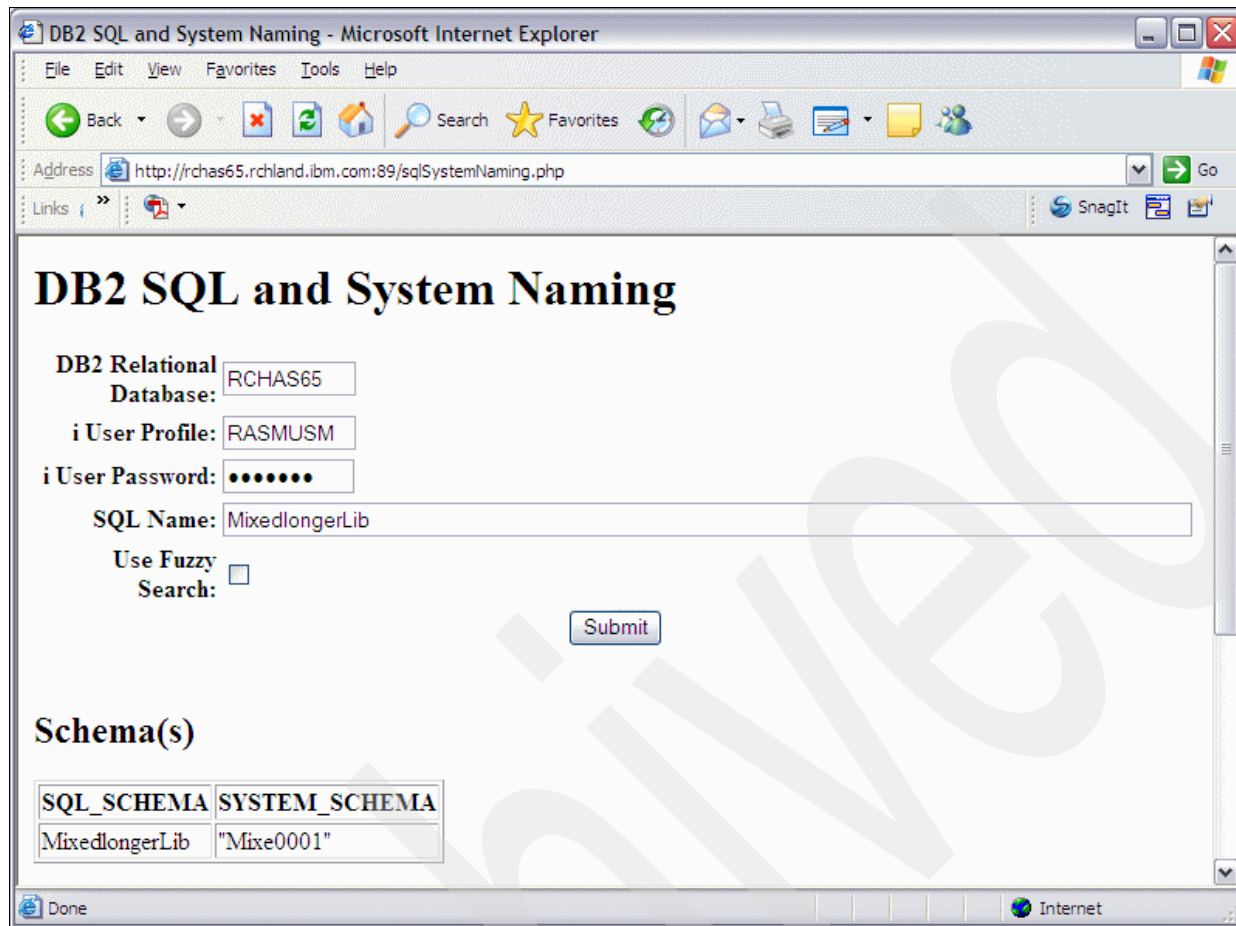 DB2 SQL and System Naming - Microsoft Internet Explorer
File Edit View Favorites Tools Help
Back Search Favorites
Address http://rchas65.rchland.ibm.com:89/sqlSystemNaming.php Go
Links » SnagIt
DB2 SQL and System Naming
DB2 Relational
Database: RCHAS65
i User Profile: RASMUSM
i User Password: •••••••
SQL Name: MixedlongerLib
Use Fuzzy
Search:
Submit
Schema(s)
SQL_SCHEMA SYSTEM_SCHEMA
MixedlongerLib "Mixe0001"
Done Internet
hived